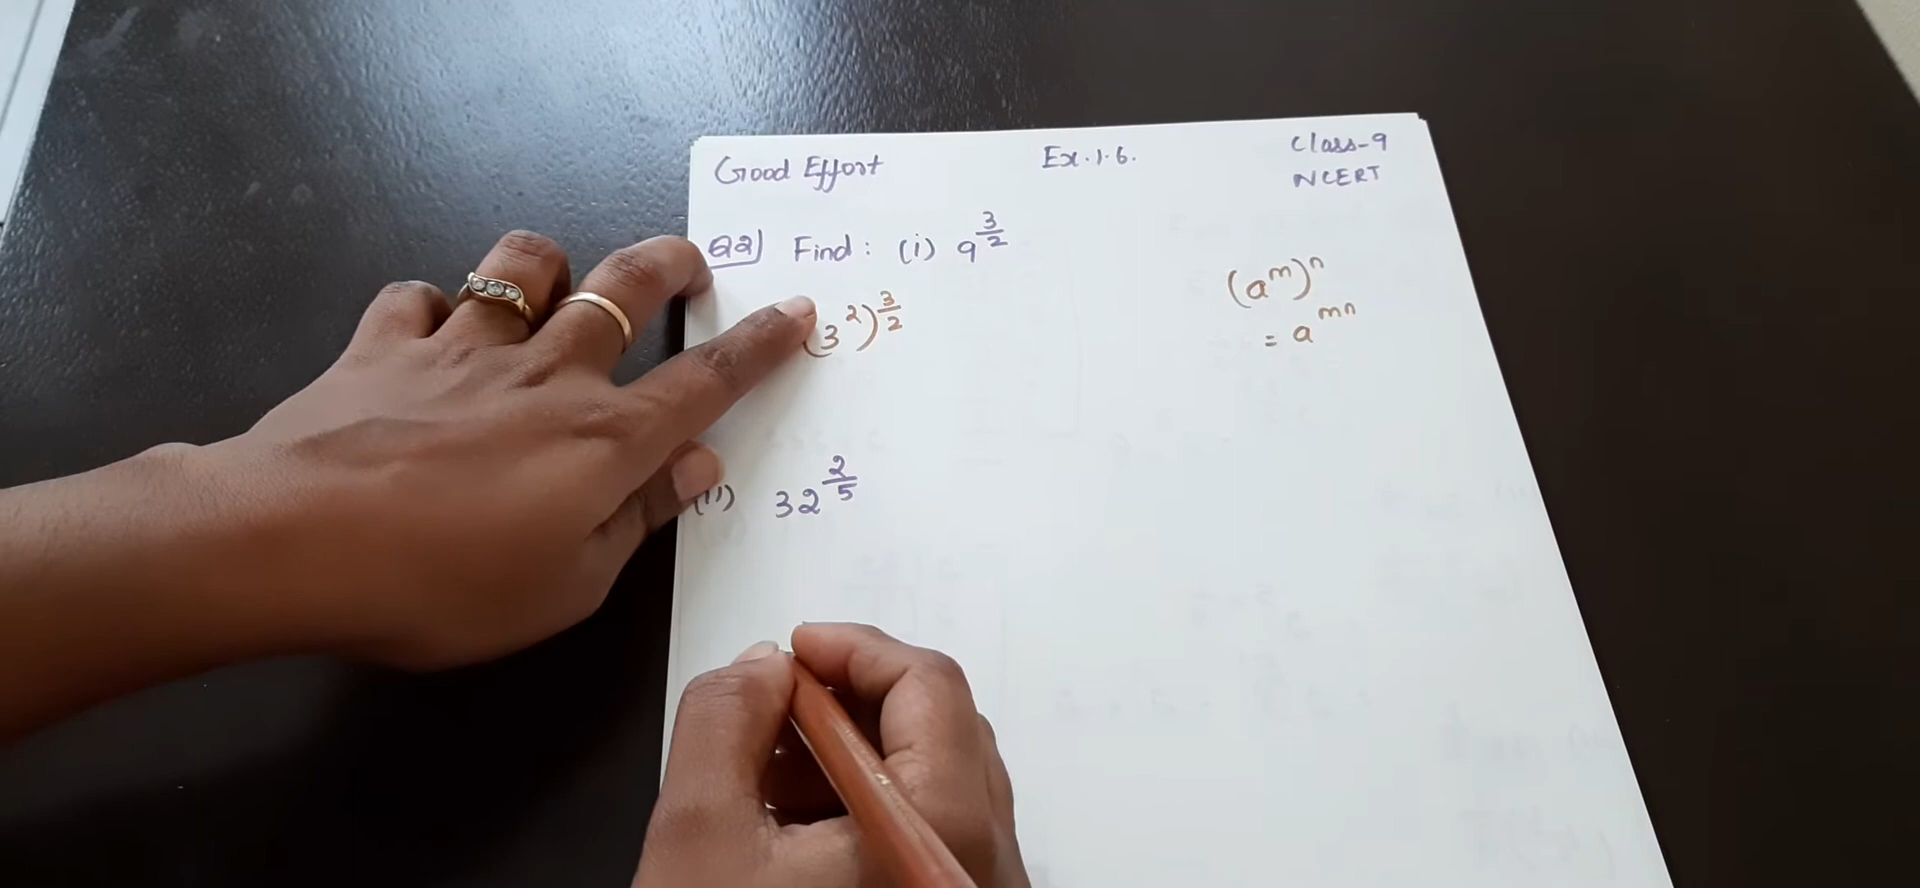 Good Effort Ex.1.6. Class-9
NCERT
Q2) Find : (i) 9^(3/2)
(3^2)^(3/2)
(a^m)^n
= a^mn
(ii) 32^(2/5)